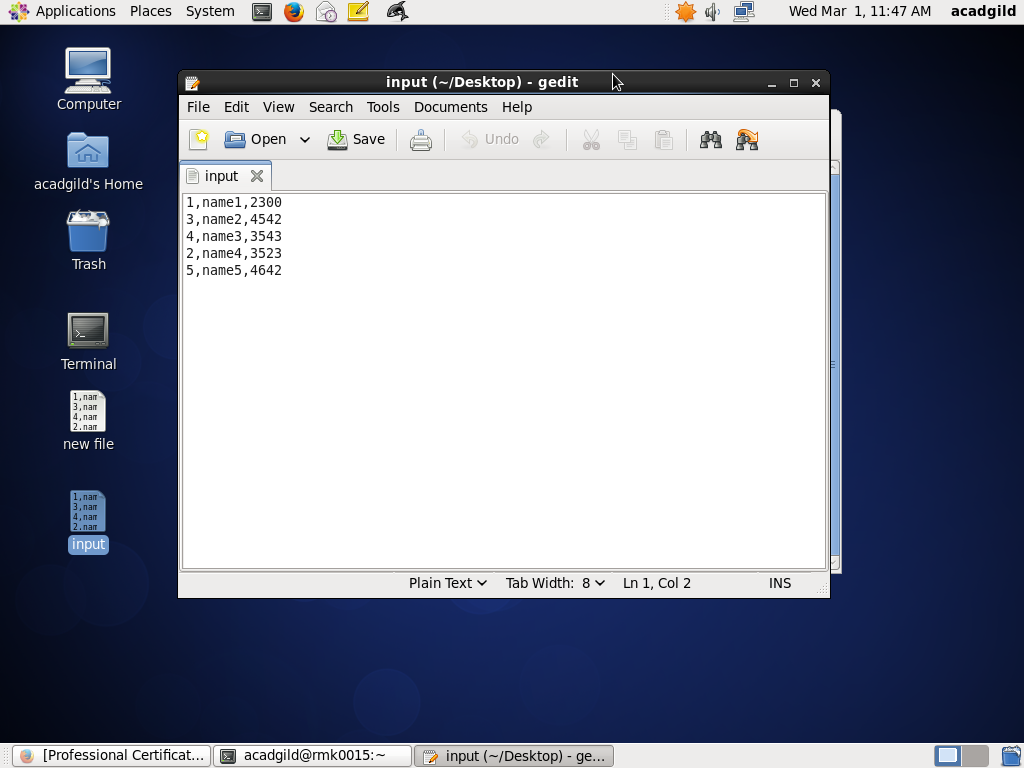 Applications Places System Wed Mar 1, 11:47 AM acadgild
Computer
acadgild's Home
Trash
Terminal
1,nam
3,nam
4,nam
2.nam
new file
1,nam
3,nam
4,nam
2.nam
input
input (~/Desktop) - gedit
File Edit View Search Tools Documents Help
Open Save Undo
input
1,name1,2300
3,name2,4542
4,name3,3543
2,name4,3523
5,name5,4642
Plain Text Tab Width: 8 Ln 1, Col 2 INS
[Professional Certificat... acadgild@rmk0015:~ input (~/Desktop) - ge...